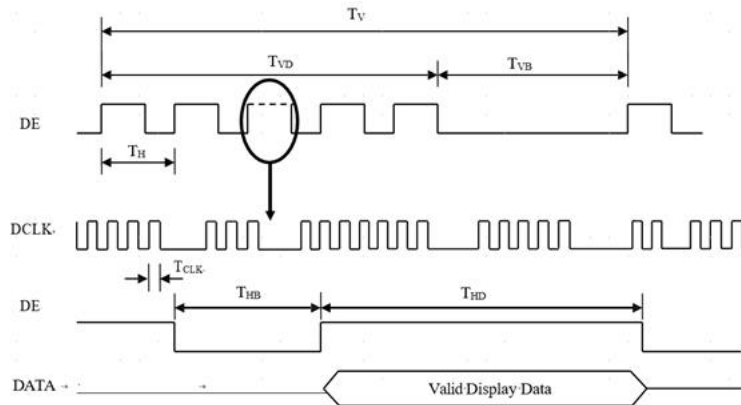 TV
TVD
TVB
DE
TH
DCLK
TCLK
THB
THD
DE
DATA
Valid Display Data